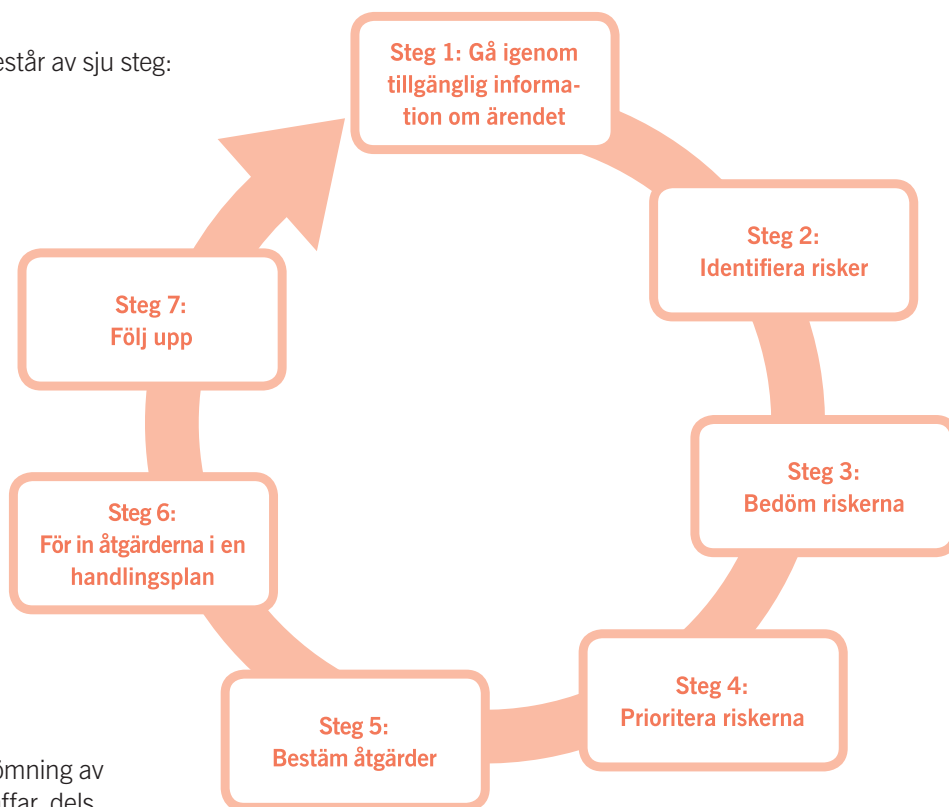 estår av sju steg:
Steg 1: Gå igenom
tillgänglig informa-
tion om ärendet
Steg 2:
Identifiera risker
Steg 3:
Bedöm riskerna
Steg 4:
Prioritera riskerna
Steg 5:
Bestäm åtgärder
Steg 6:
För in åtgärderna i en
handlingsplan
Steg 7:
Följ upp
ömning av
ffar, dels